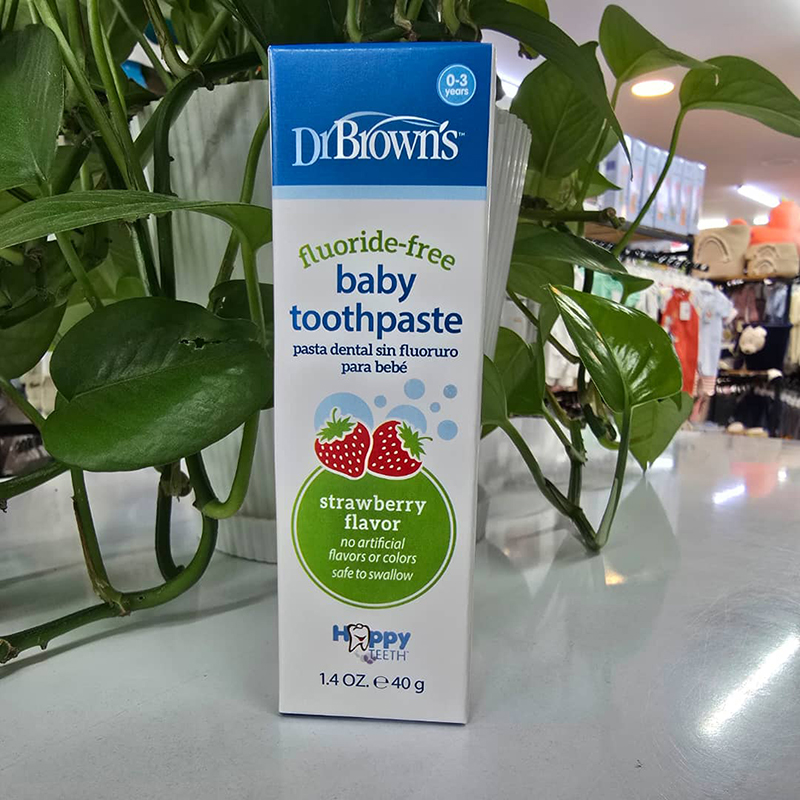 0-3
years
Dr Brown's™
fluoride-free
baby
toothpaste
pasta dental sin fluoruro
para bebé
strawberry
flavor
no artificial
flavors or colors
safe to swallow
Happy
TEETH
1.4 OZ. ℮ 40 g